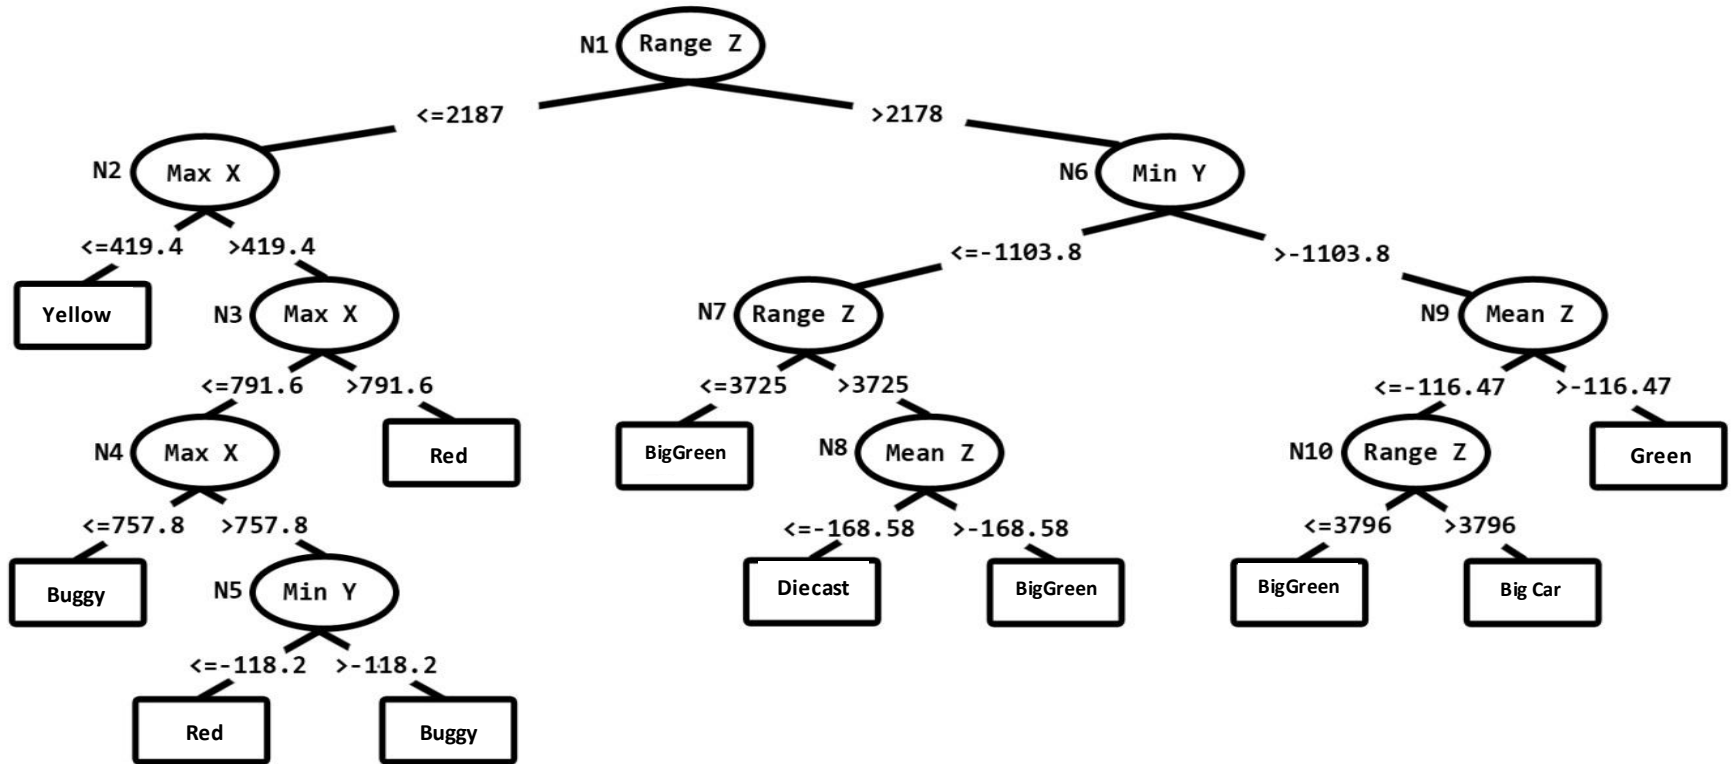 N1 Range Z
<=2187 >2178
N2 Max X
N6 Min Y
<=419.4 >419.4
<=-1103.8 >-1103.8
Yellow
N3 Max X
N7 Range Z
N9 Mean Z
<=791.6 >791.6
<=3725 >3725
<=-116.47 >-116.47
N4 Max X
Red
BigGreen
N8 Mean Z
N10 Range Z
Green
<=757.8 >757.8
<=-168.58 >-168.58
<=3796 >3796
Buggy
N5 Min Y
Diecast
BigGreen
BigGreen
Big Car
<=-118.2 >-118.2
Red
Buggy